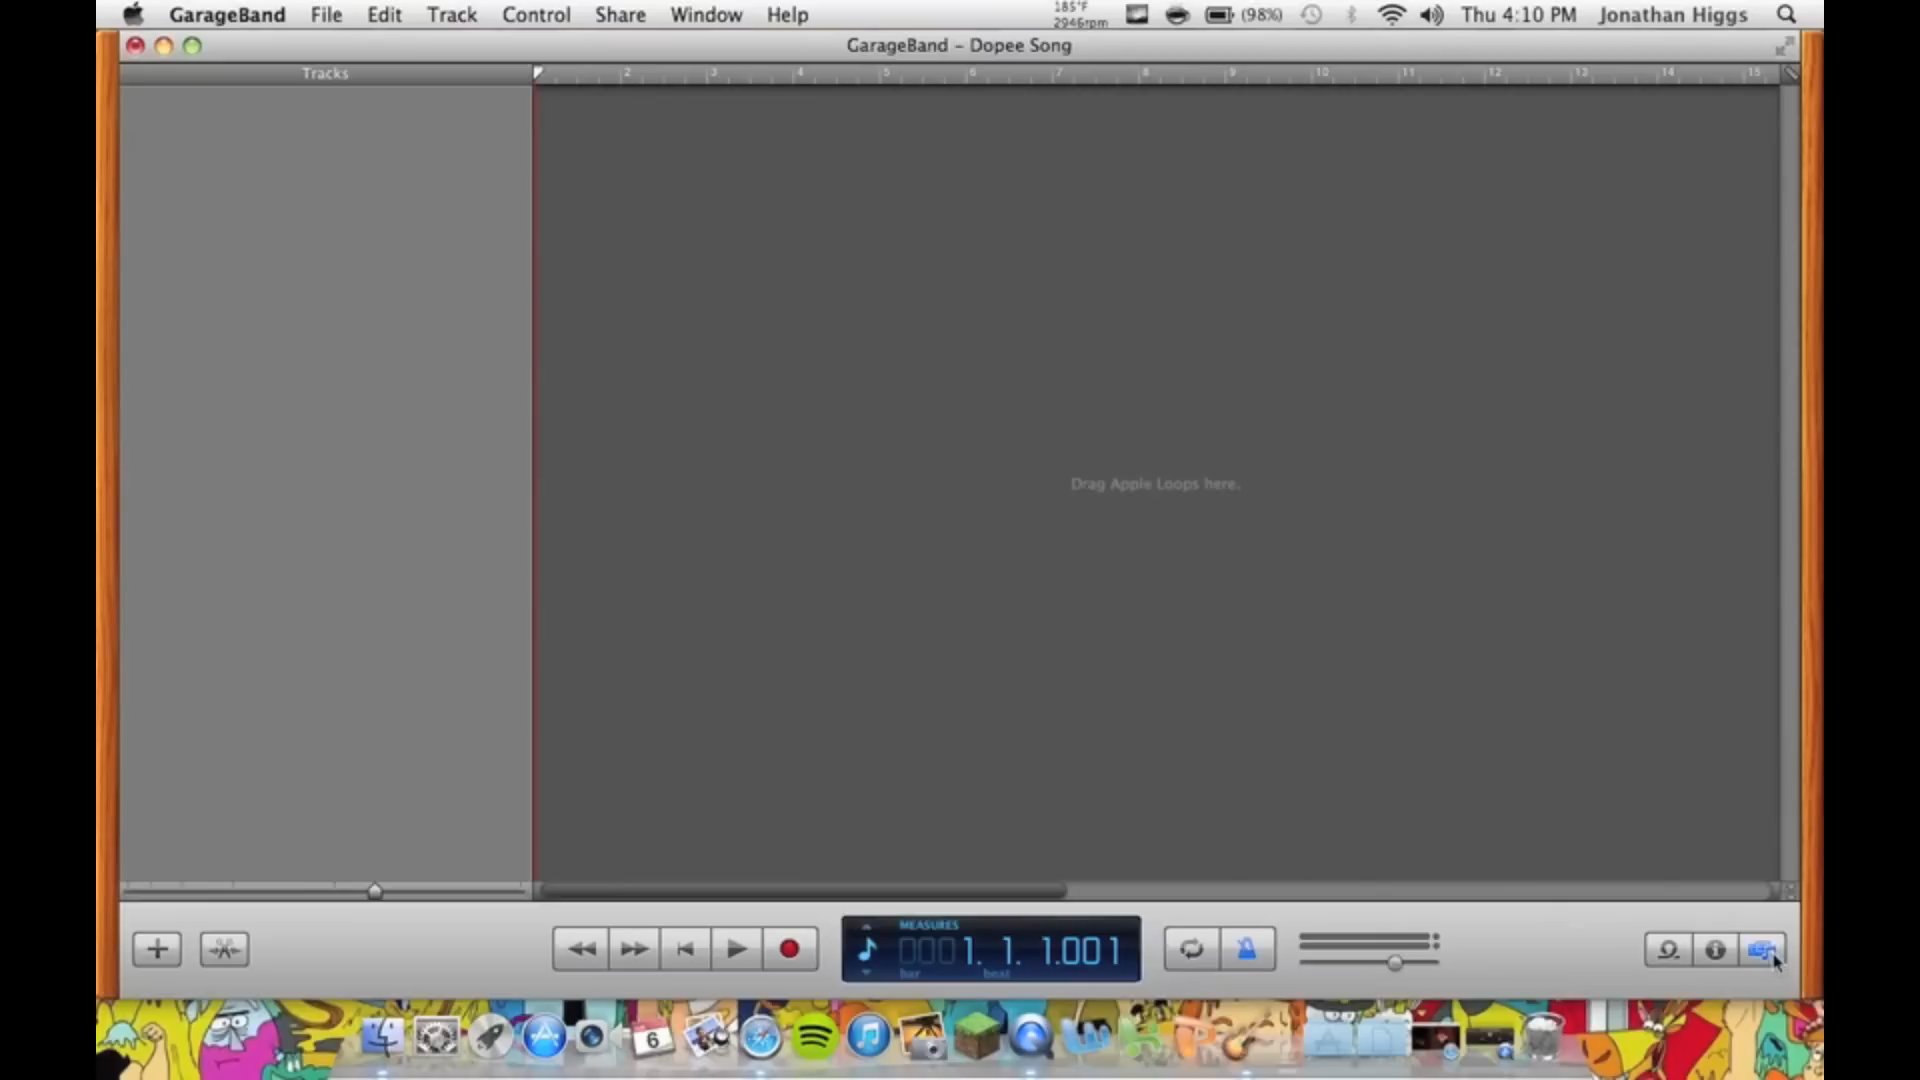 GarageBand File Edit Track Control Share Window Help 185°F 2946rpm (98%) Thu 4:10 PM Jonathan Higgs
GarageBand – Dopee Song
Tracks 2 3 4 5 6 7 8 9 10 11 12 13 14 15
Drag Apple Loops here.
MEASURES
0001. 1. 1.001
bar beat
6